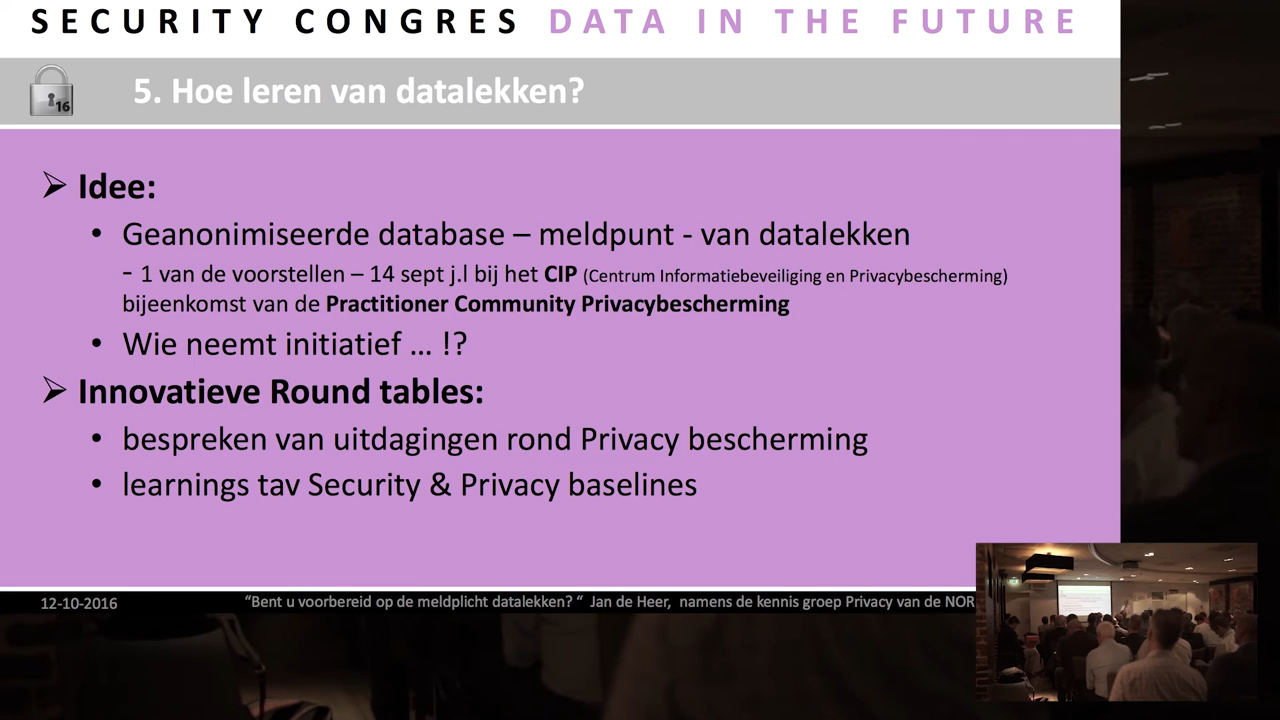 SECURITY CONGRES DATA IN THE FUTURE
16
5. Hoe leren van datalekken?
➢ Idee:
• Geanonimiseerde database – meldpunt - van datalekken
- 1 van de voorstellen – 14 sept j.l bij het CIP (Centrum Informatiebeveiliging en Privacybescherming)
bijeenkomst van de Practitioner Community Privacybescherming
• Wie neemt initiatief … !?
➢ Innovatieve Round tables:
• bespreken van uitdagingen rond Privacy bescherming
• learnings tav Security & Privacy baselines
12-10-2016
“Bent u voorbereid op de meldplicht datalekken? “ Jan de Heer, namens de kennis groep Privacy van de NOR